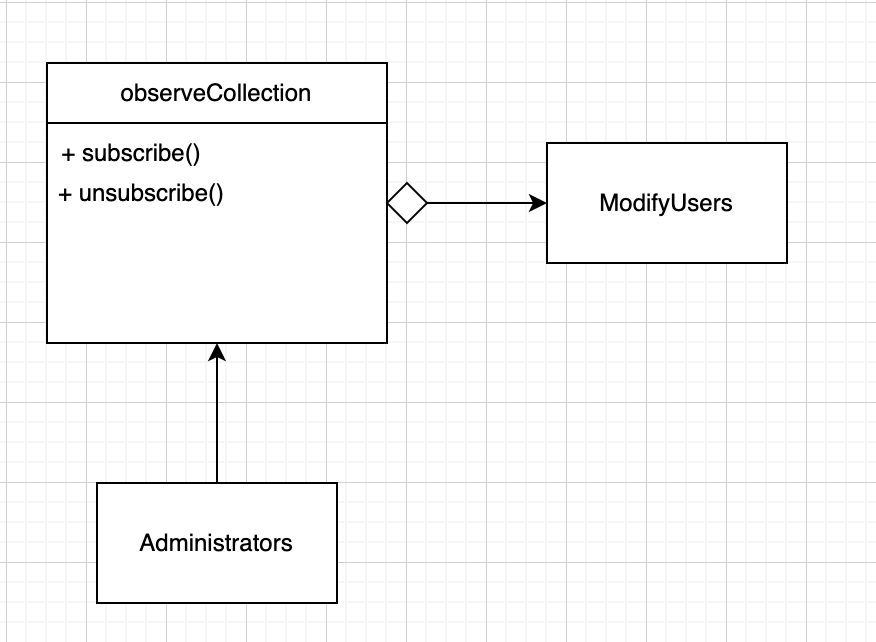 observeCollection
+ subscribe()
+ unsubscribe()
ModifyUsers
Administrators